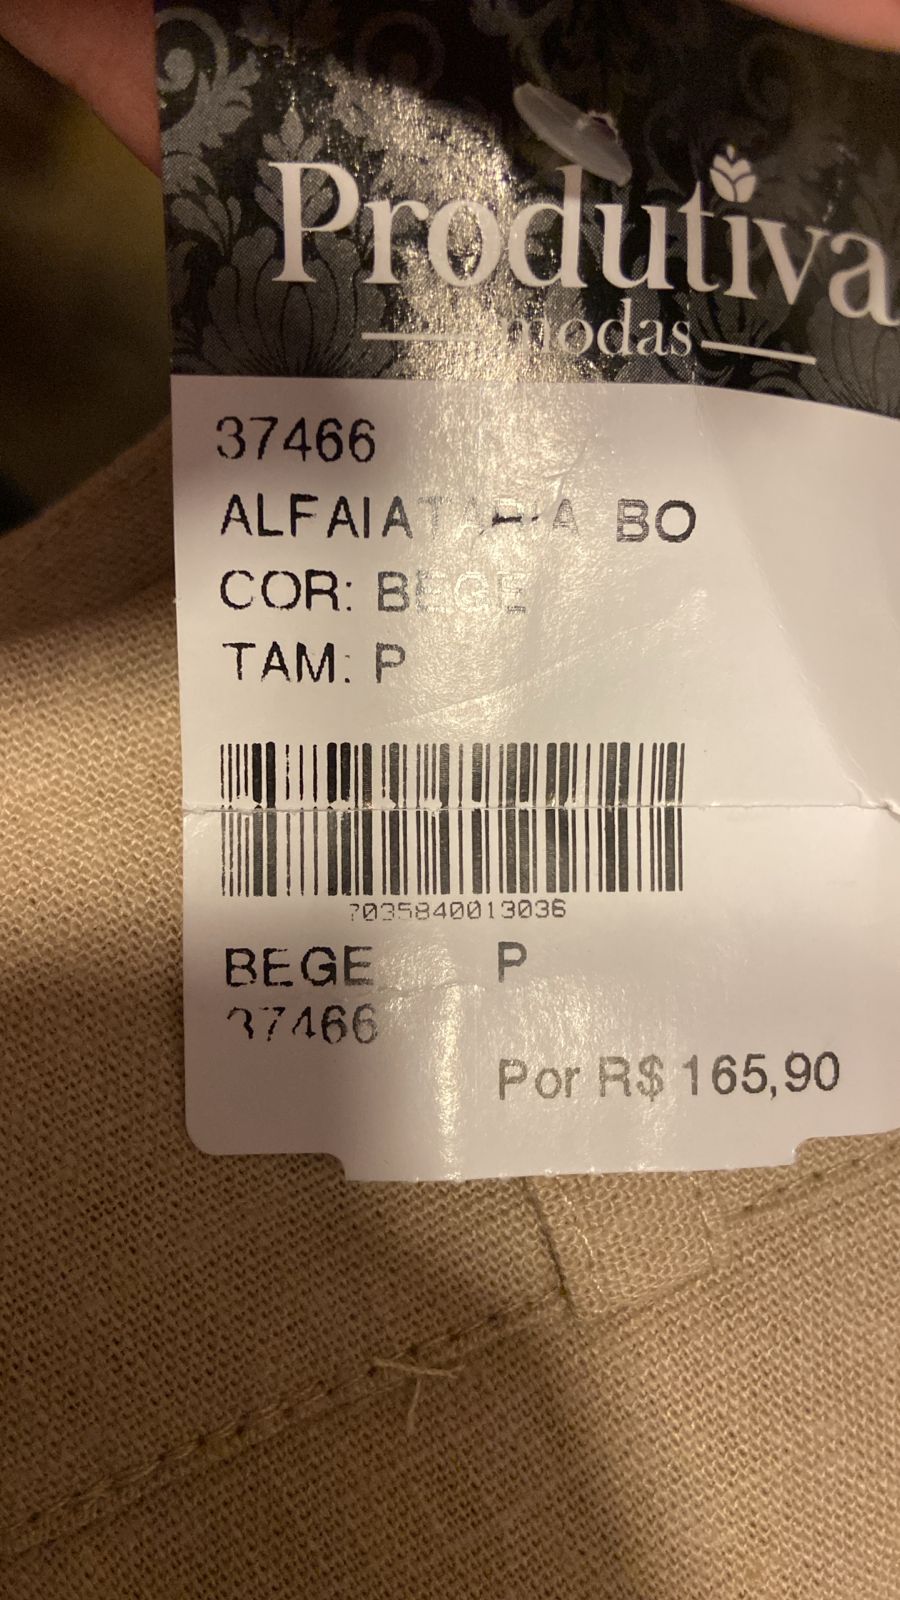 Produtiva
modas
37466
ALFAIATARIA BO
COR: BEGE
TAM: P
7035840013036
BEGE P
37466
Por R$ 165,90